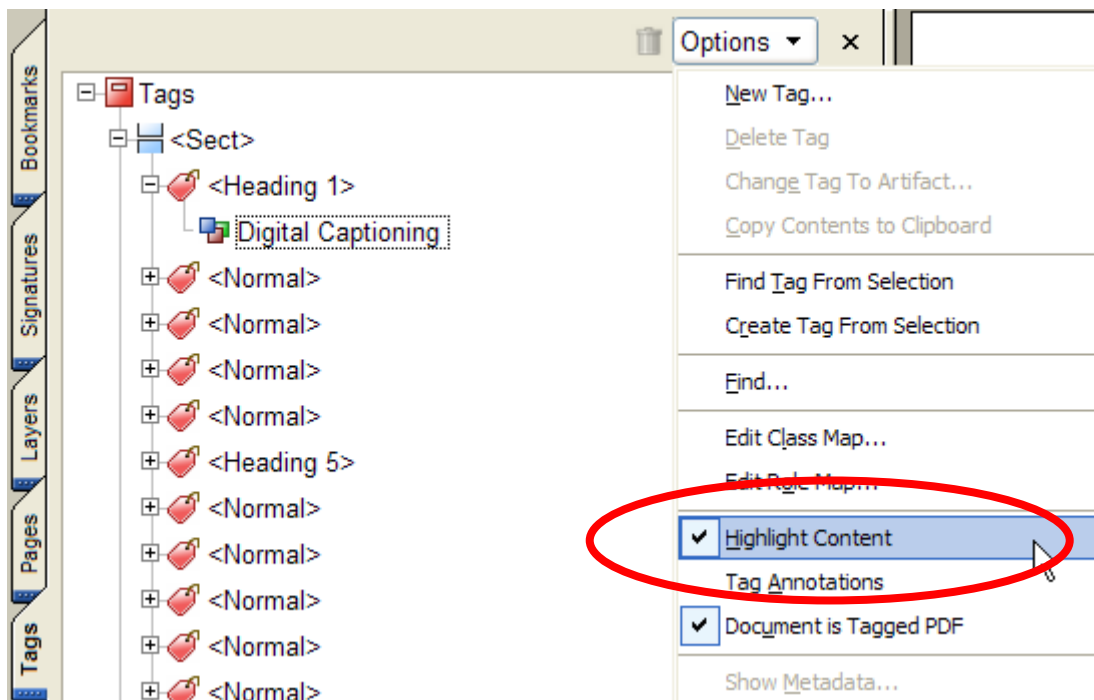 Bookmarks
Signatures
Layers
Pages
Tags
Options
Tags
<Sect>
<Heading 1>
Digital Captioning
<Normal>
<Normal>
<Normal>
<Normal>
<Heading 5>
<Normal>
<Normal>
<Normal>
<Normal>
<Normal>
New Tag...
Delete Tag
Change Tag To Artifact...
Copy Contents to Clipboard
Find Tag From Selection
Create Tag From Selection
Find...
Edit Class Map...
Edit Role Map...
Highlight Content
Tag Annotations
Document is Tagged PDF
Show Metadata...